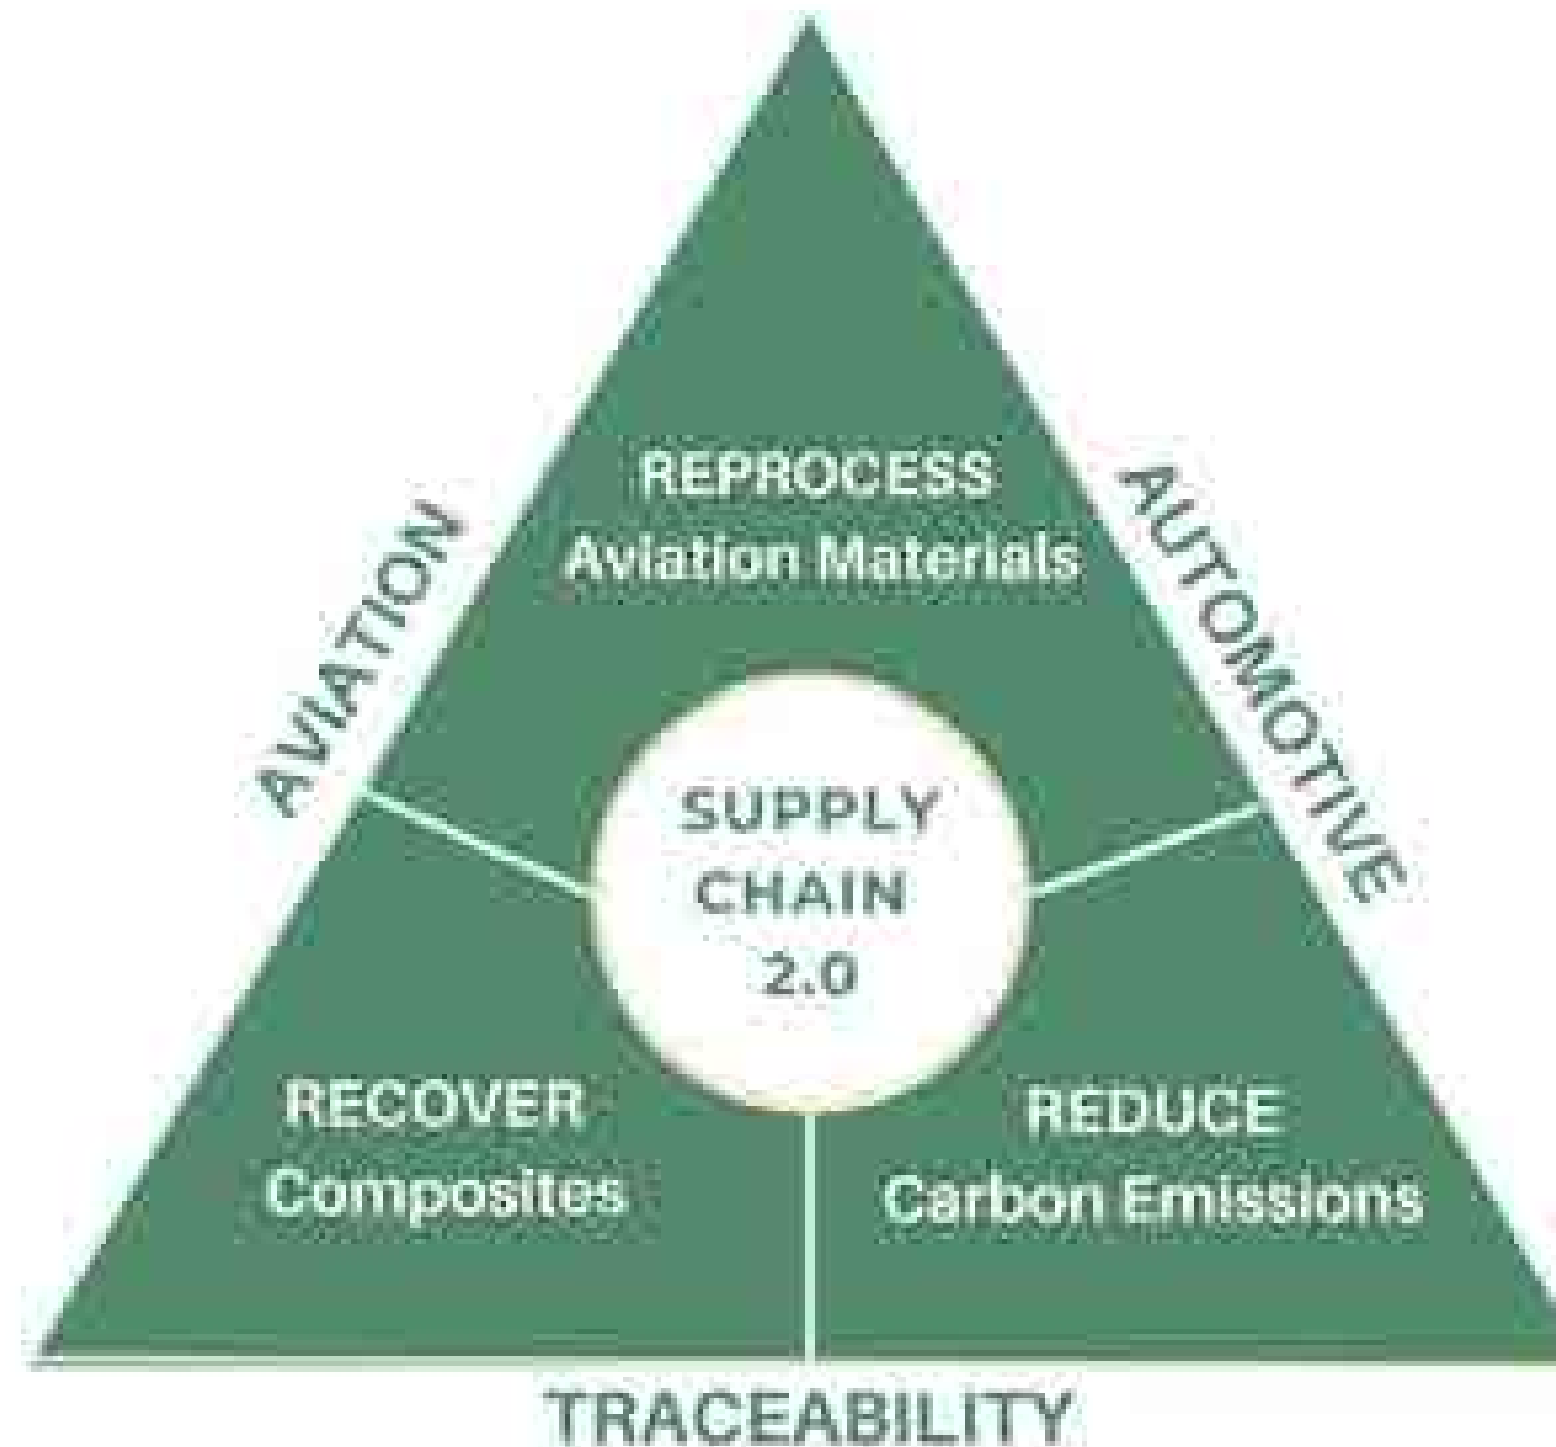 REPROCESS
Aviation Materials
AVIATION
AUTOMOTIVE
SUPPLY
CHAIN
2.0
RECOVER
Composites
REDUCE
Carbon Emissions
TRACEABILITY